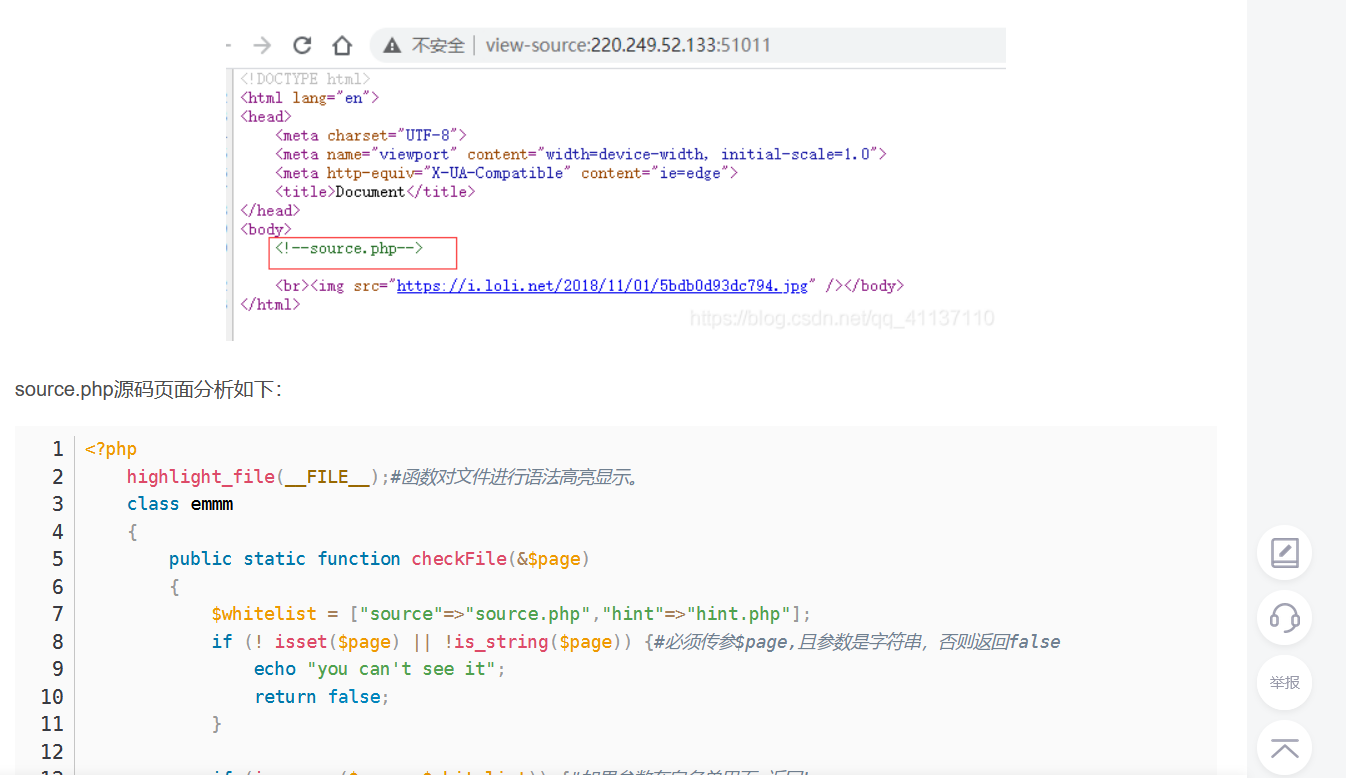 不安全 | view-source:220.249.52.133:51011
<!DOCTYPE html>
<html lang="en">
<head>
<meta charset="UTF-8">
<meta name="viewport" content="width=device-width, initial-scale=1.0">
<meta http-equiv="X-UA-Compatible" content="ie=edge">
<title>Document</title>
</head>
<body>
<!--source.php-->
<br><img src="https://i.loli.net/2018/11/01/5bdb0d93dc794.jpg" /></body>
</html>
https://blog.csdn.net/qq_41137110
source.php源码页面分析如下：
1 <?php
2 highlight_file(__FILE__);#函数对文件进行语法高亮显示。
3 class emmm
4 {
5 public static function checkFile(&$page)
6 {
7 $whitelist = ["source"=>"source.php","hint"=>"hint.php"];
8 if (! isset($page) || !is_string($page)) {#必须传参$page,且参数是字符串，否则返回false
9 echo "you can't see it";
10 return false;
11 }
12
举报